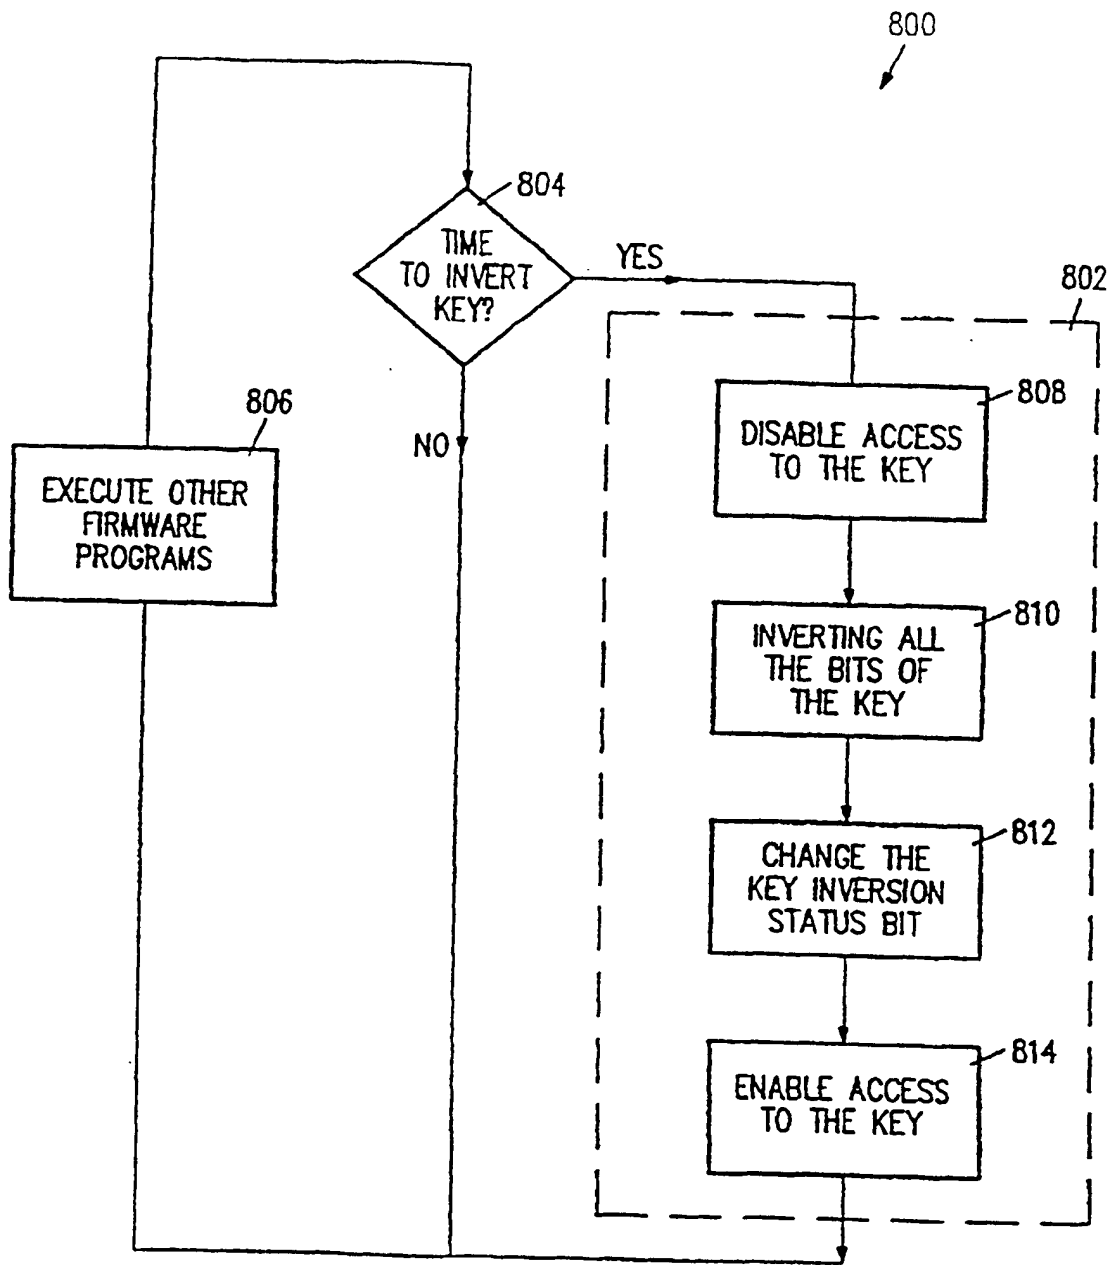 800
804
TIME
TO INVERT
KEY?
YES
802
808
DISABLE ACCESS
TO THE KEY
806
NO
EXECUTE OTHER
FIRMWARE
PROGRAMS
810
INVERTING ALL
THE BITS OF
THE KEY
812
CHANGE THE
KEY INVERSION
STATUS BIT
814
ENABLE ACCESS
TO THE KEY